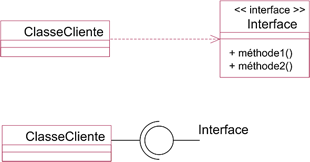 << interface >>
Interface
ClasseCliente
+ méthode1()
+ méthode2()
ClasseCliente
Interface